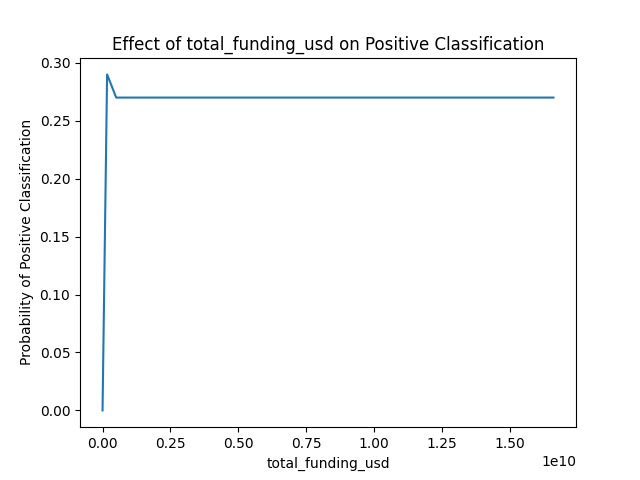 Effect of total_funding_usd on Positive Classification
Probability of Positive Classification
0.30
0.25
0.20
0.15
0.10
0.05
0.00
0.00 0.25 0.50 0.75 1.00 1.25 1.50
1e10
total_funding_usd